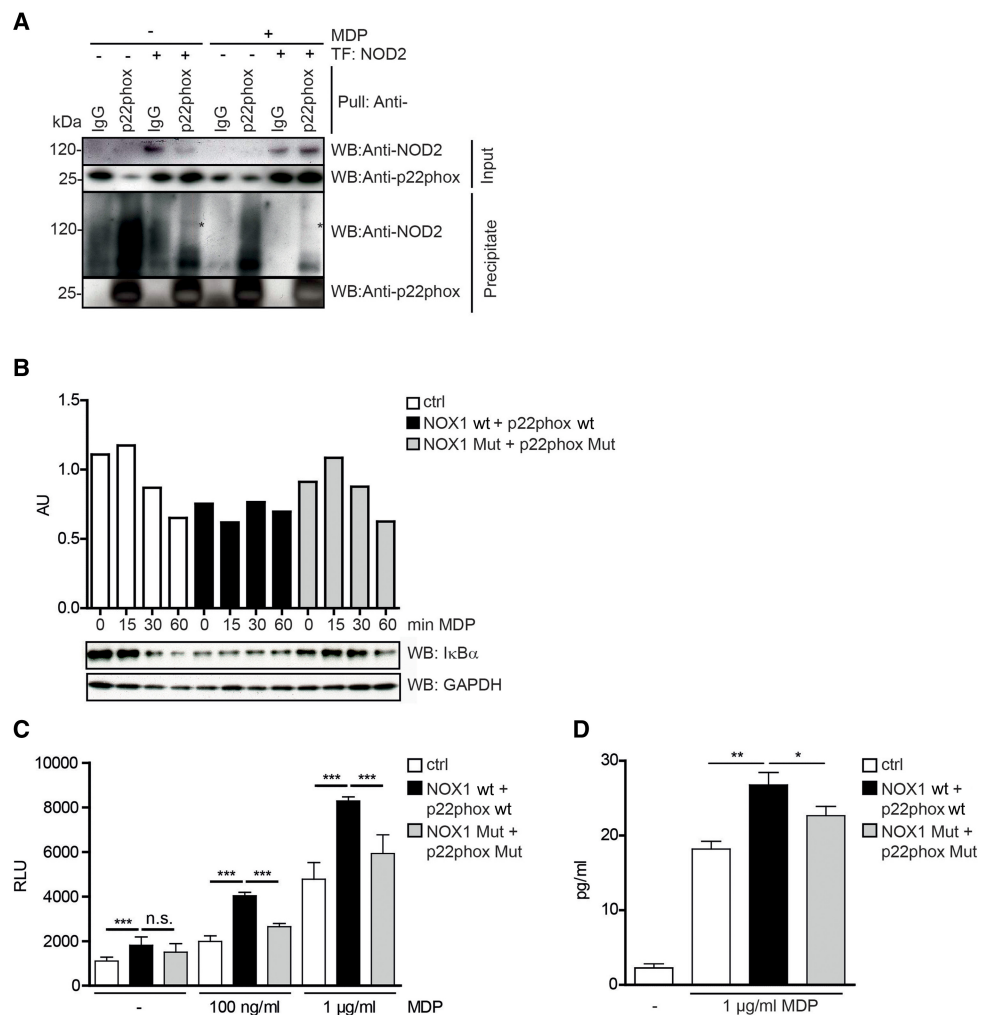 A
- + MDP
- - + + - - + + TF: NOD2
IgG p22phox IgG p22phox IgG p22phox IgG p22phox Pull: Anti-
kDa
120- WB:Anti-NOD2
25- WB:Anti-p22phox
Input
120- * * WB:Anti-NOD2
25- WB:Anti-p22phox
Precipitate
B
1.5
1.0
0.5
0.0
AU
ctrl
NOX1 wt + p22phox wt
NOX1 Mut + p22phox Mut
0 15 30 60 0 15 30 60 0 15 30 60 min MDP
WB: IκBα
WB: GAPDH
C
10000
8000
6000
4000
2000
0
RLU
*** n.s.
*** ***
*** ***
- 100 ng/ml 1 µg/ml MDP
ctrl
NOX1 wt +
p22phox wt
NOX1 Mut +
p22phox Mut
D
30
20
10
0
pg/ml
** *
- 1 µg/ml MDP
ctrl
NOX1 wt +
p22phox wt
NOX1 Mut +
p22phox Mut